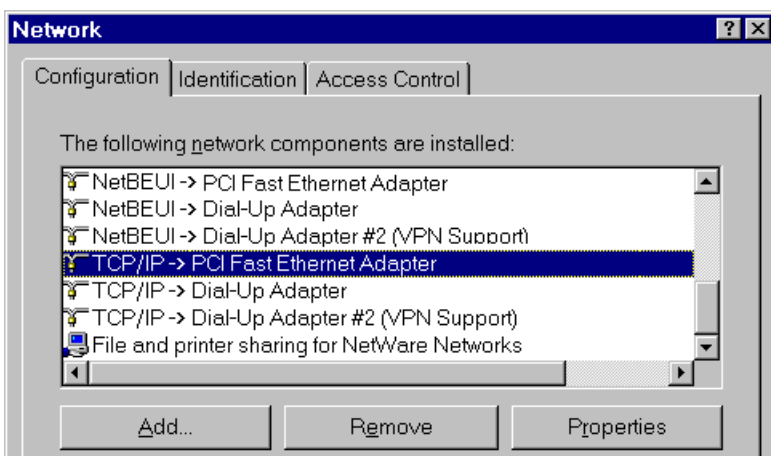 Network
Configuration Identification Access Control
The following network components are installed:
NetBEUI -> PCI Fast Ethernet Adapter
NetBEUI -> Dial-Up Adapter
NetBEUI -> Dial-Up Adapter #2 (VPN Support)
TCP/IP -> PCI Fast Ethernet Adapter
TCP/IP -> Dial-Up Adapter
TCP/IP -> Dial-Up Adapter #2 (VPN Support)
File and printer sharing for NetWare Networks
Add... Remove Properties